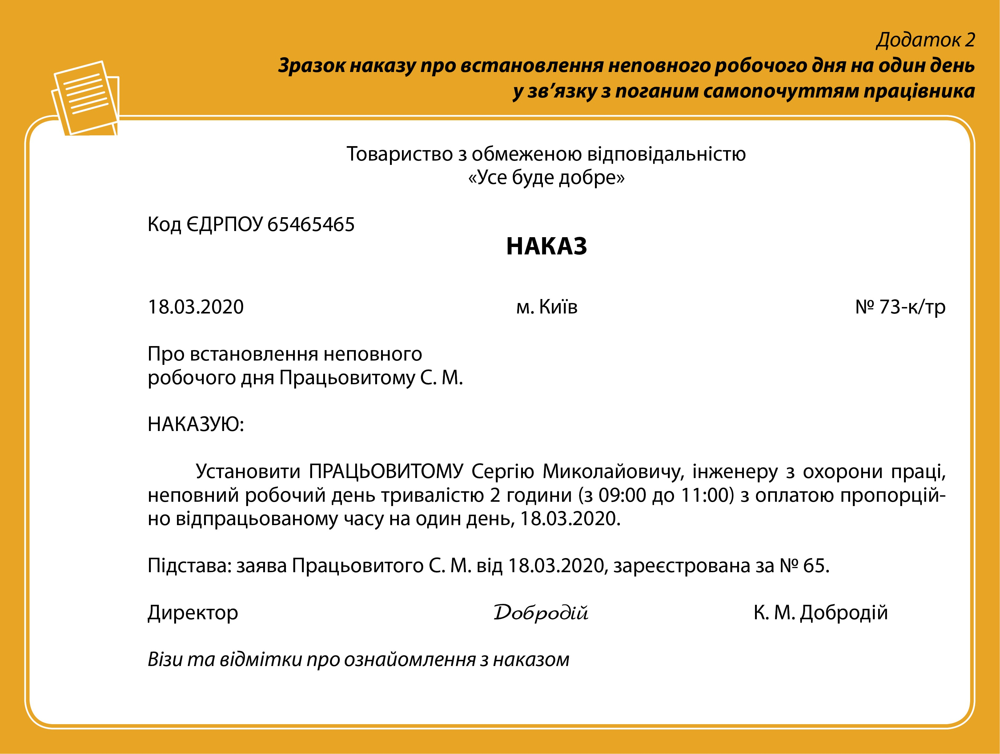 Додаток 2
Зразок наказу про встановлення неповного робочого дня на один день
у зв’язку з поганим самопочуттям працівника
Товариство з обмеженою відповідальністю
«Усе буде добре»
Код ЄДРПОУ 65465465
НАКАЗ
18.03.2020 м. Київ № 73-к/тр
Про встановлення неповного
робочого дня Працьовитому С. М.
НАКАЗУЮ:
Установити ПРАЦЬОВИТОМУ Сергію Миколайовичу, інженеру з охорони праці,
неповний робочий день тривалістю 2 години (з 09:00 до 11:00) з оплатою пропорцій-
но відпрацьованому часу на один день, 18.03.2020.
Підстава: заява Працьовитого С. М. від 18.03.2020, зареєстрована за № 65.
Директор Добродій К. М. Добродій
Візи та відмітки про ознайомлення з наказом